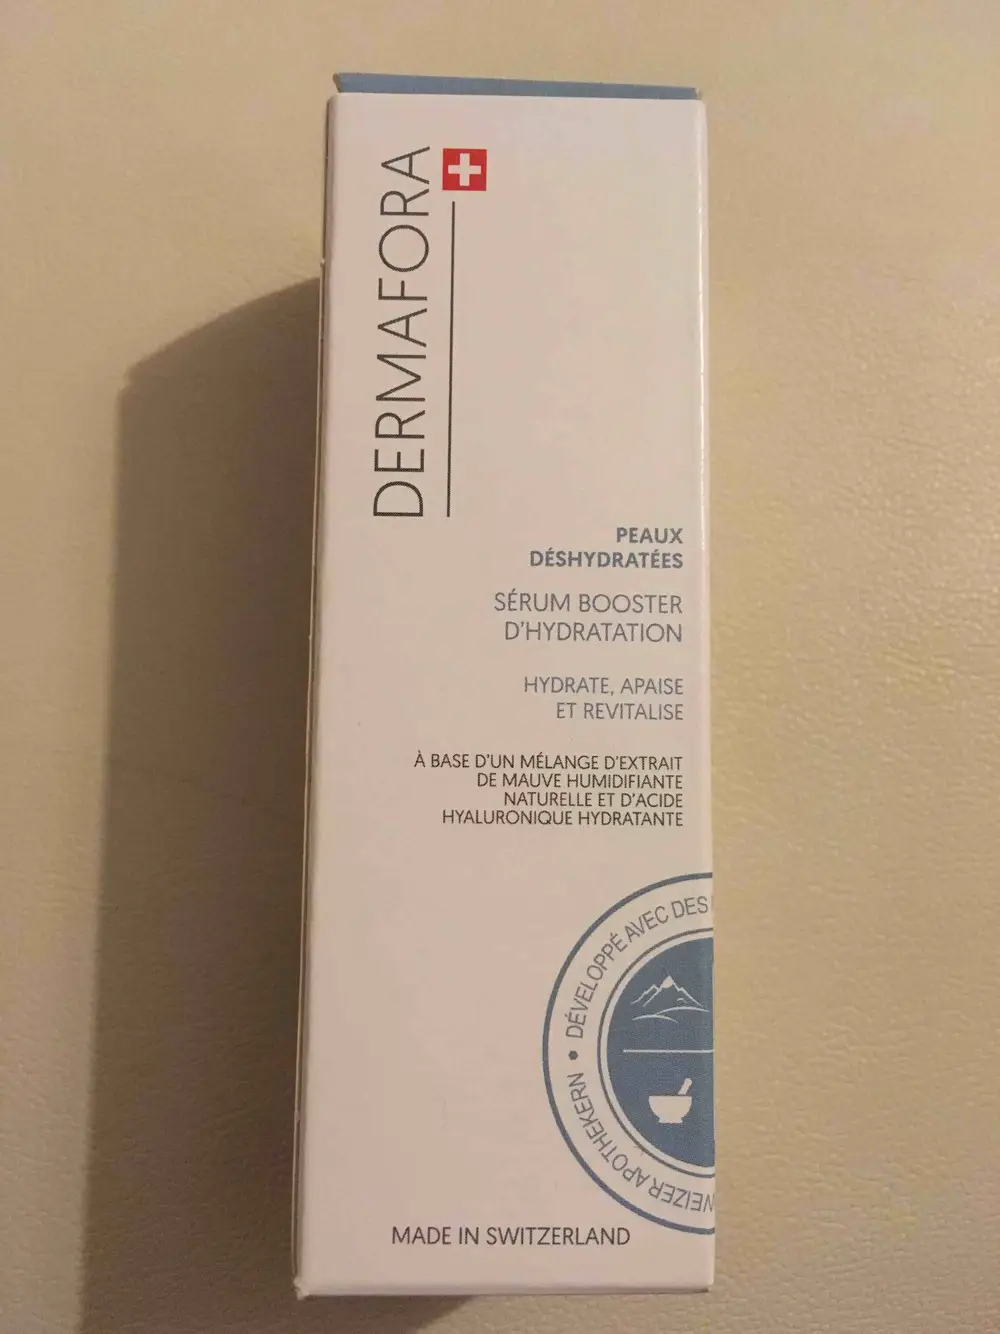 DERMAFORA
PEAUX
DÉSHYDRATÉES
SÉRUM BOOSTER
D'HYDRATATION
HYDRATE, APAISE
ET REVITALISE
À BASE D'UN MÉLANGE D'EXTRAIT
DE MAUVE HUMIDIFIANTE
NATURELLE ET D'ACIDE
HYALURONIQUE HYDRATANTE
DÉVELOPPÉ AVEC DES
APOTHEKERN
MADE IN SWITZERLAND